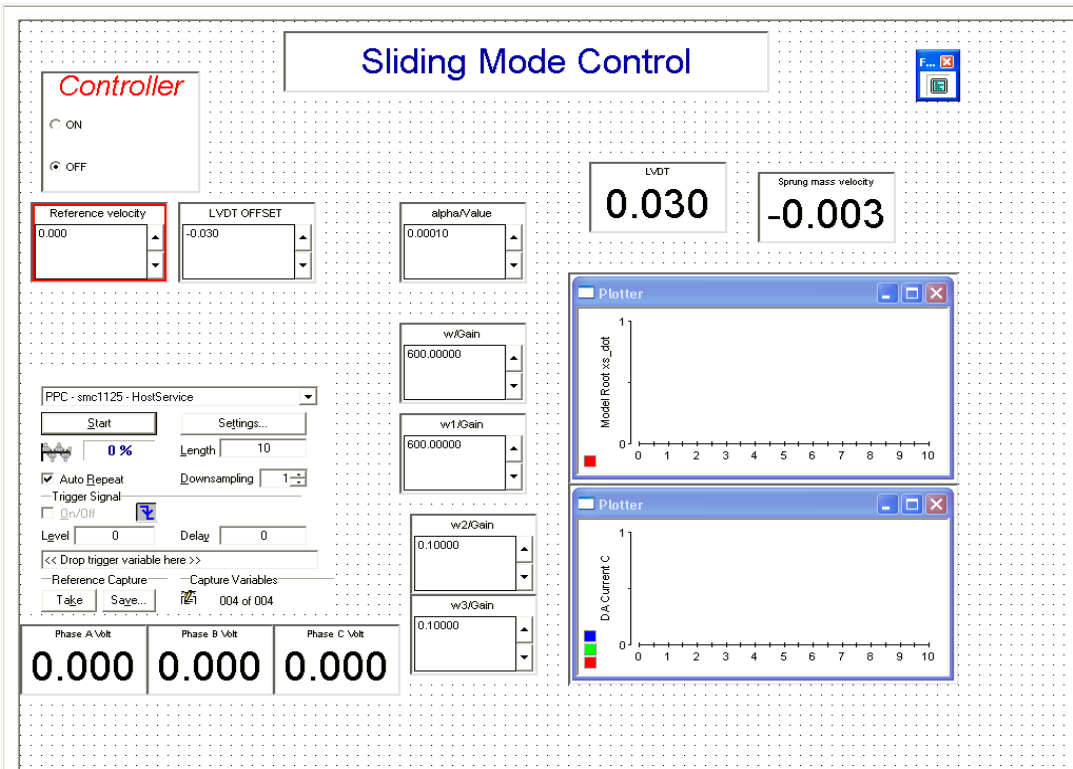 Sliding Mode Control
F...
Controller
ON
OFF
LVDT
0.030
Sprung mass velocity
-0.003
Reference velocity
0.000
LVDT OFFSET
-0.030
alpha/Value
0.00010
w/Gain
600.00000
w1/Gain
600.00000
w2/Gain
0.10000
w3/Gain
0.10000
PPC - smc1125 - HostService
Start
Settings...
0 %
Length 10
Auto Repeat
Downsampling 1
Trigger Signal
On/Off
Level 0
Delay 0
<< Drop trigger variable here >>
Reference Capture
Capture Variables
Take
Save...
004 of 004
Phase A Volt
0.000
Phase B Volt
0.000
Phase C Volt
0.000
Plotter
Model Root xs_dot
1
0
0 1 2 3 4 5 6 7 8 9 10
Plotter
DA Current C
1
0
0 1 2 3 4 5 6 7 8 9 10